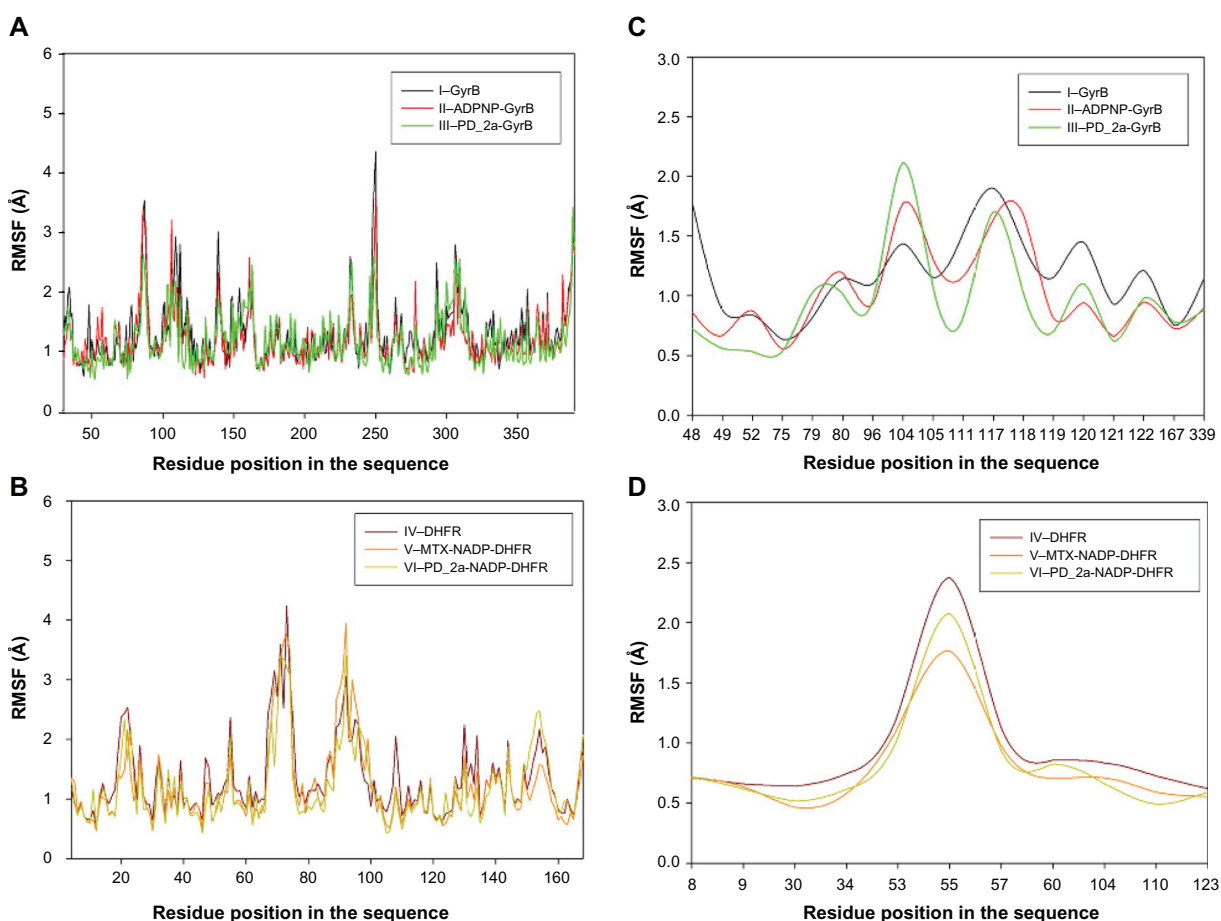 A
6
5
4
3
2
1
0
RMSF (Å)
I–GyrB
II–ADPNP-GyrB
III–PD_2a-GyrB
50 100 150 200 250 300 350
Residue position in the sequence
C
3.0
2.5
2.0
1.5
1.0
0.5
0.0
RMSF (Å)
I–GyrB
II–ADPNP-GyrB
III–PD_2a-GyrB
48 49 52 75 79 80 96 104 105 111 117 118 119 120 121 122 167 339
Residue position in the sequence
B
6
5
4
3
2
1
0
RMSF (Å)
IV–DHFR
V–MTX-NADP-DHFR
VI–PD_2a-NADP-DHFR
20 40 60 80 100 120 140 160
Residue position in the sequence
D
3.0
2.5
2.0
1.5
1.0
0.5
0.0
RMSF (Å)
IV–DHFR
V–MTX-NADP-DHFR
VI–PD_2a-NADP-DHFR
8 9 30 34 53 55 57 60 104 110 123
Residue position in the sequence